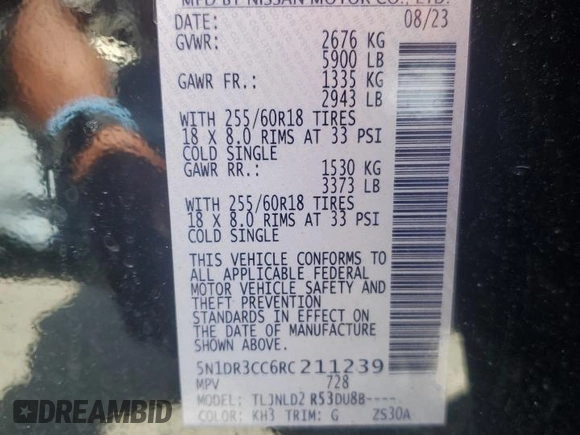 MFD BY NISSAN MOTOR CO., LTD.
DATE: 08/23
GVWR: 2676 KG
5900 LB
GAWR FR.: 1335 KG
2943 LB
WITH 255/60R18 TIRES
18 X 8.0 RIMS AT 33 PSI
COLD SINGLE
GAWR RR.: 1530 KG
3373 LB
WITH 255/60R18 TIRES
18 X 8.0 RIMS AT 33 PSI
COLD SINGLE
THIS VEHICLE CONFORMS TO
ALL APPLICABLE FEDERAL
MOTOR VEHICLE SAFETY AND
THEFT PREVENTION
STANDARDS IN EFFECT ON
THE DATE OF MANUFACTURE
SHOWN ABOVE.
5N1DR3CC6RC211239
MPV 728
MODEL: TLJNLD2 R53DU8B----
COLOR: KH3 TRIM: G ZS30A
AUTOBIDMASTER